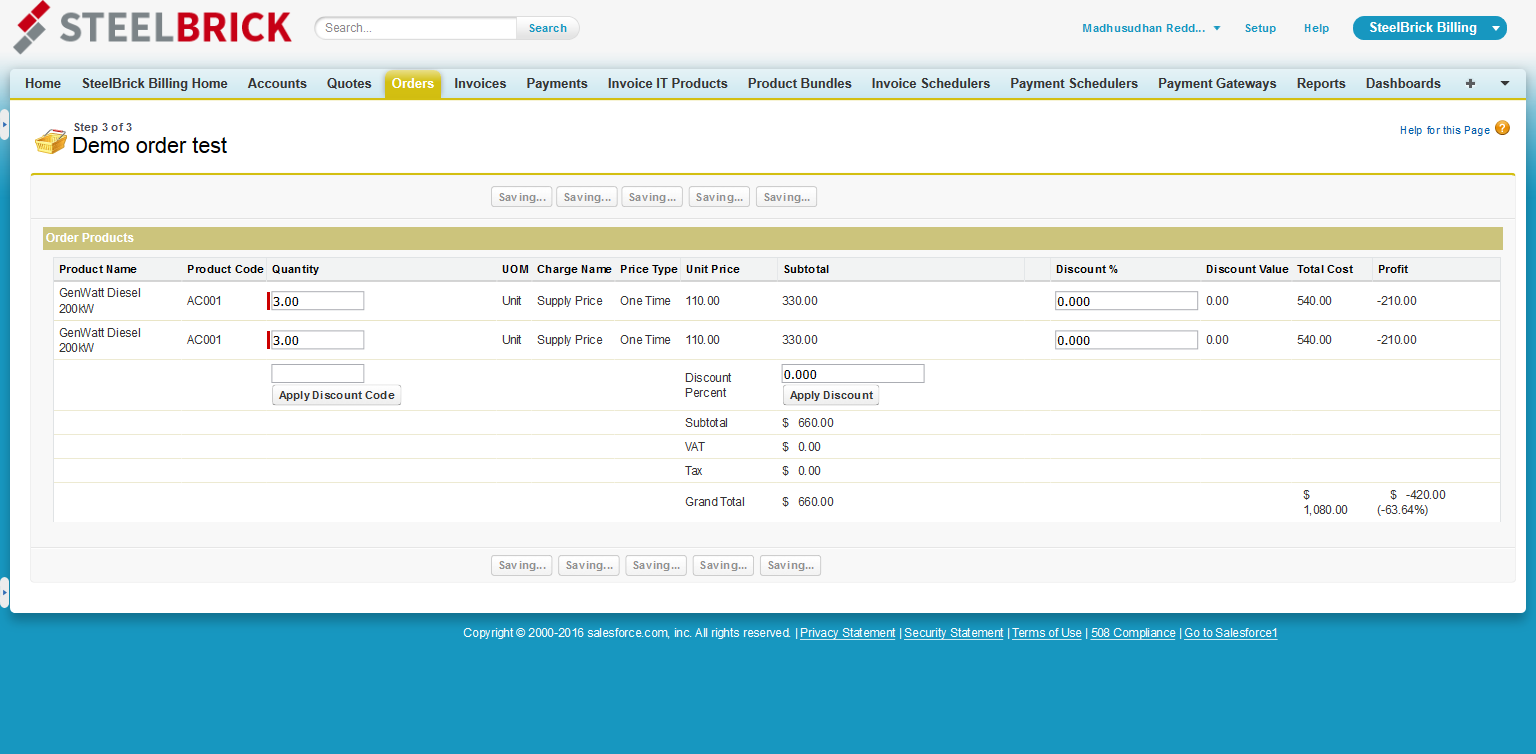 STEELBRICK
Search... Search Madhusudhan Redd... Setup Help SteelBrick Billing
Home SteelBrick Billing Home Accounts Quotes Orders Invoices Payments Invoice IT Products Product Bundles Invoice Schedulers Payment Schedulers Payment Gateways Reports Dashboards +
Step 3 of 3
Demo order test
Help for this Page ?
Saving... Saving... Saving... Saving... Saving...
Order Products
Product Name Product Code Quantity UOM Charge Name Price Type Unit Price Subtotal Discount % Discount Value Total Cost Profit
GenWatt Diesel
200kW AC001 3.00 Unit Supply Price One Time 110.00 330.00 0.000 0.00 540.00 -210.00
GenWatt Diesel
200kW AC001 3.00 Unit Supply Price One Time 110.00 330.00 0.000 0.00 540.00 -210.00
Discount
Percent 0.000
Apply Discount Code Apply Discount
Subtotal $ 660.00
VAT $ 0.00
Tax $ 0.00
Grand Total $ 660.00 $
1,080.00 $ -420.00
(-63.64%)
Saving... Saving... Saving... Saving... Saving...
Copyright © 2000-2016 salesforce.com, inc. All rights reserved. | Privacy Statement | Security Statement | Terms of Use | 508 Compliance | Go to Salesforce1